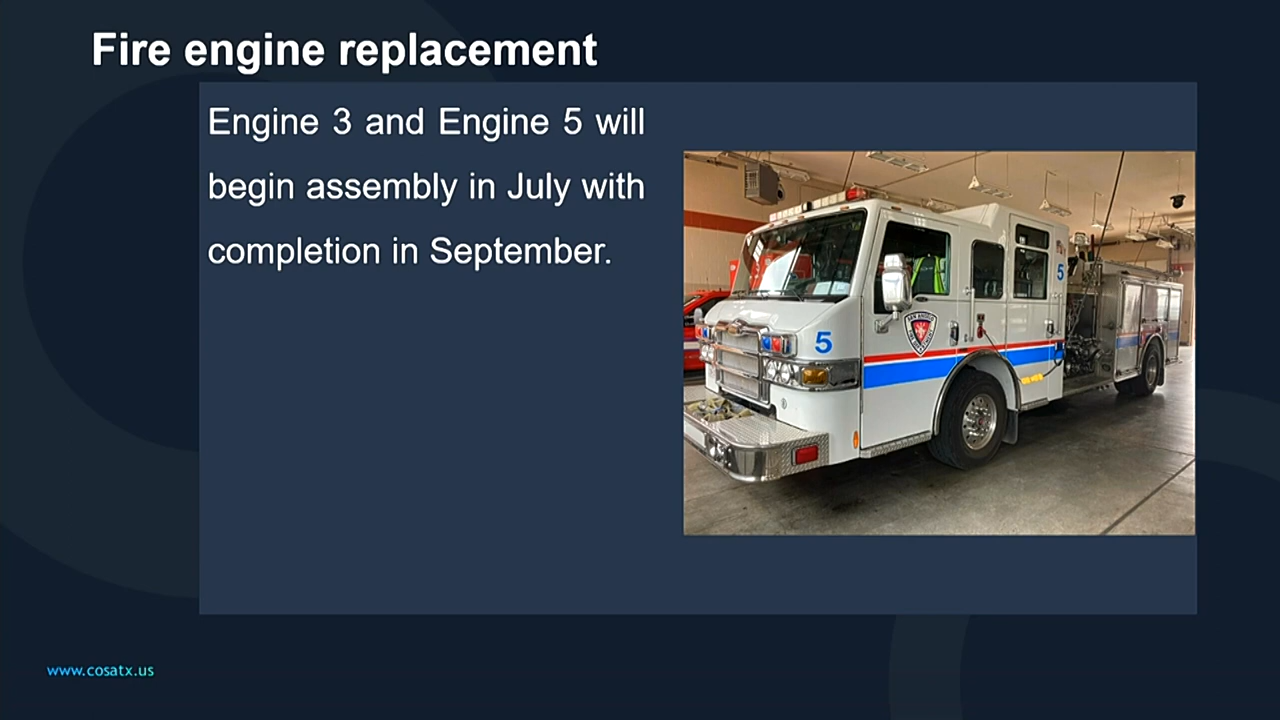 Fire engine replacement
Engine 3 and Engine 5 will
begin assembly in July with
completion in September.
5
5
www.cosatx.us